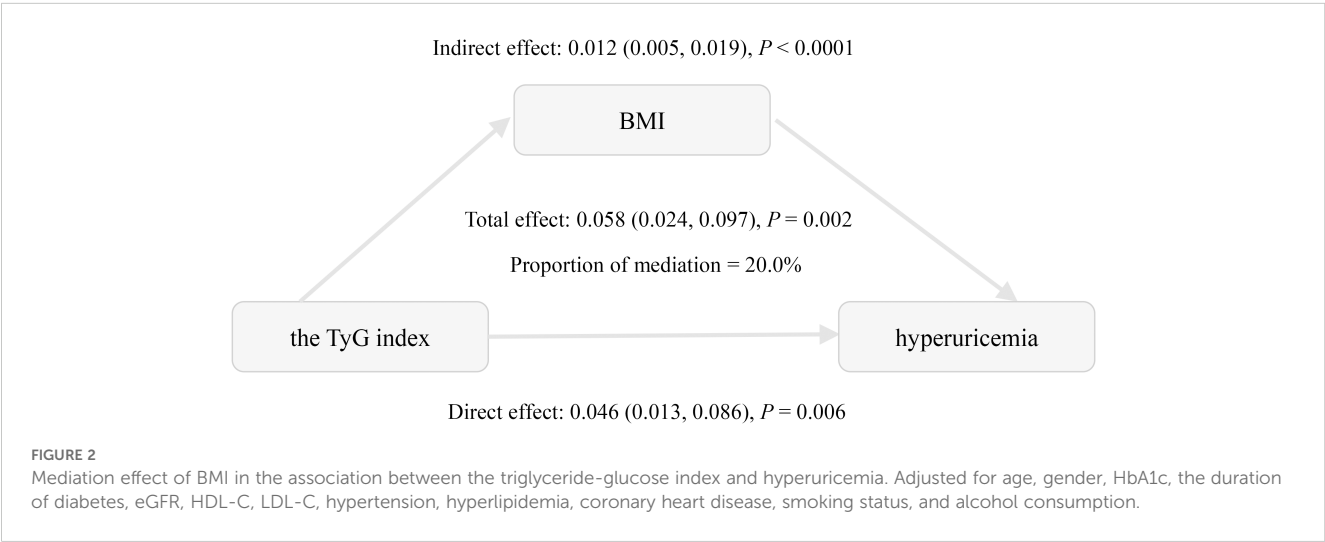 Indirect effect: 0.012 (0.005, 0.019), P < 0.0001
BMI
Total effect: 0.058 (0.024, 0.097), P = 0.002
Proportion of mediation = 20.0%
the TyG index
hyperuricemia
Direct effect: 0.046 (0.013, 0.086), P = 0.006
FIGURE 2
Mediation effect of BMI in the association between the triglyceride-glucose index and hyperuricemia. Adjusted for age, gender, HbA1c, the duration
of diabetes, eGFR, HDL-C, LDL-C, hypertension, hyperlipidemia, coronary heart disease, smoking status, and alcohol consumption.